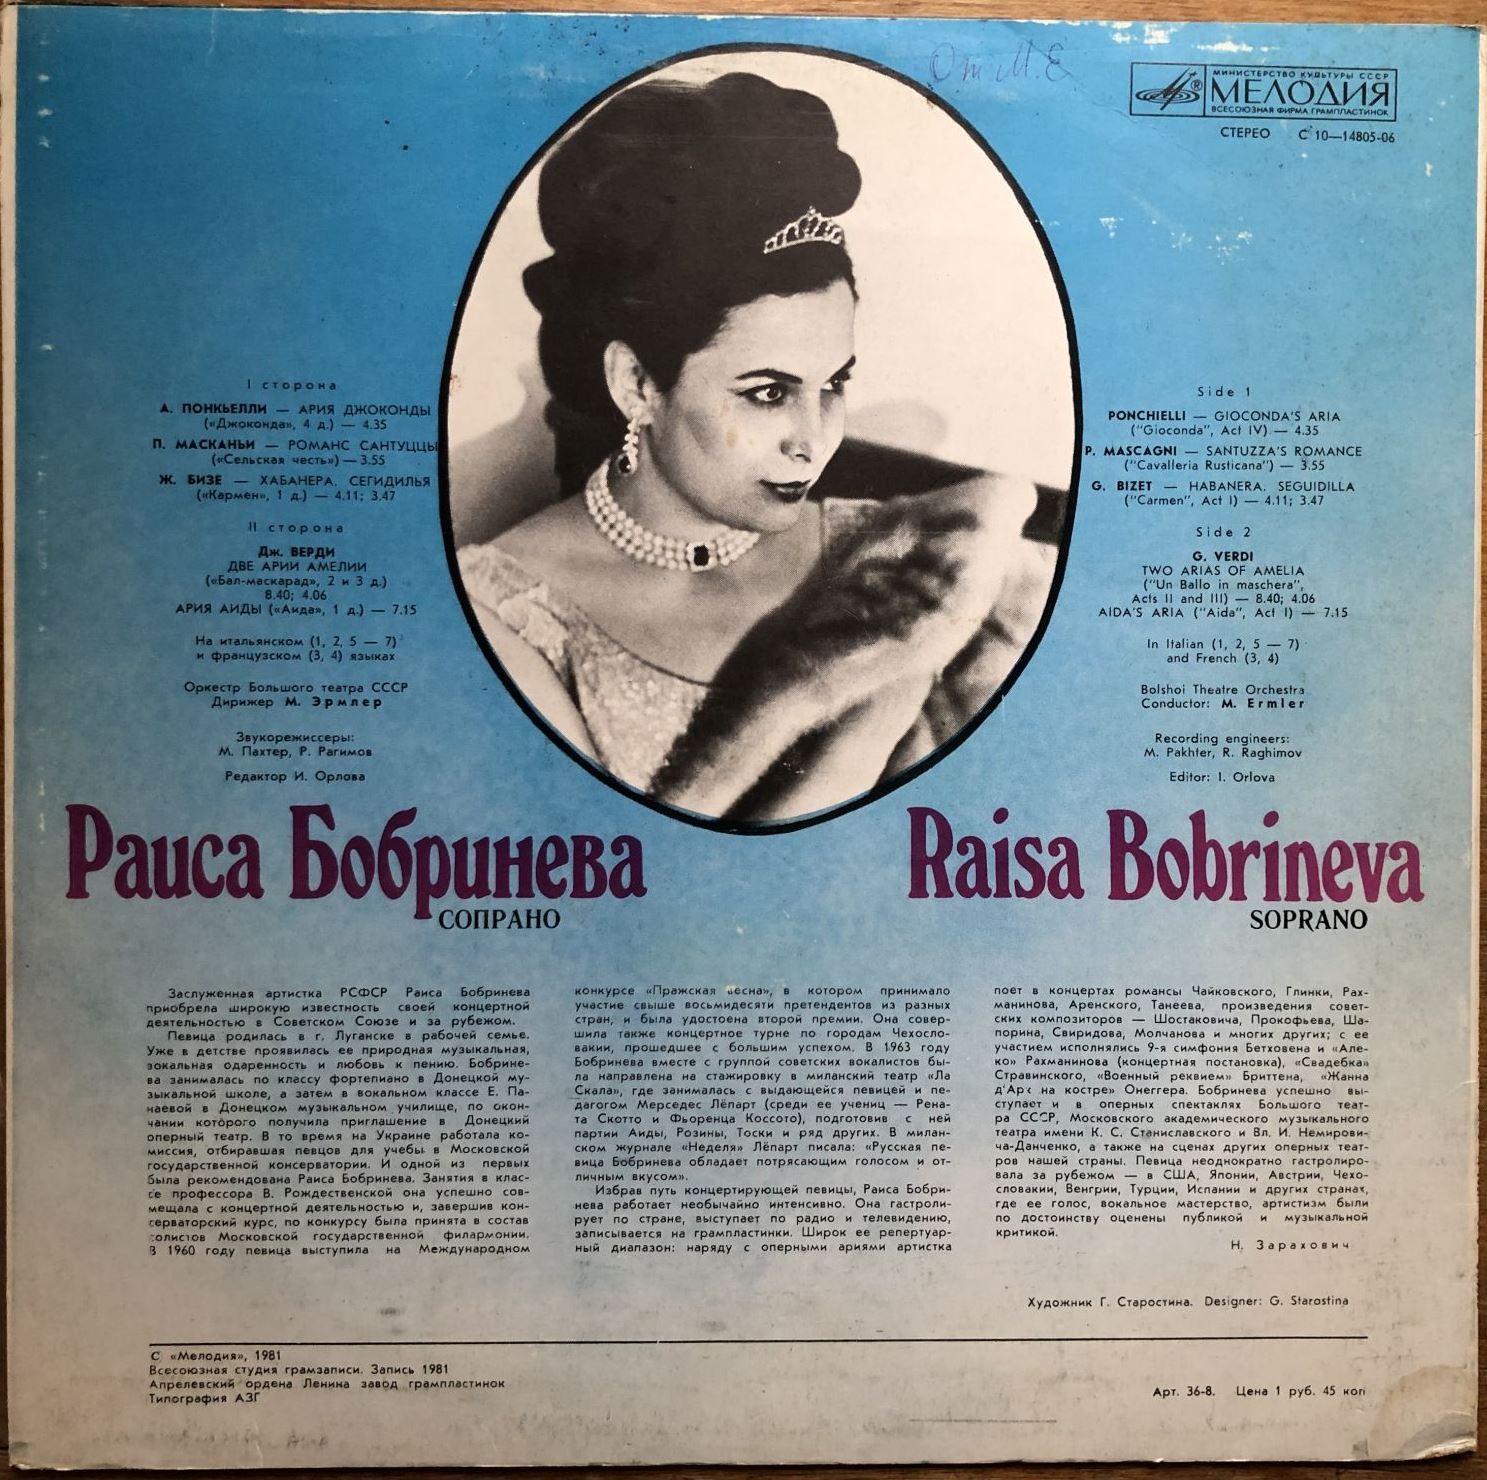 От М.Е
МИНИСТЕРСТВО КУЛЬТУРЫ СССР
МЕЛОДИЯ
ВСЕСОЮЗНАЯ ФИРМА ГРАМПЛАСТИНОК
СТЕРЕО С 10—14805-06
I сторона
А. ПОНКЬЕЛЛИ — АРИЯ ДЖОКОНДЫ
(«Джоконда», 4 д.) — 4.35
П. МАСКАНЬИ — РОМАНС САНТУЦЦЫ
(«Сельская честь») — 3.55
Ж. БИЗЕ — ХАБАНЕРА. СЕГИДИЛЬЯ
(«Кармен», 1 д.) — 4.11; 3.47
II сторона
Дж. ВЕРДИ
ДВЕ АРИИ АМЕЛИИ
(«Бал-маскарад», 2 и 3 д.)
8.40; 4.06
АРИЯ АИДЫ («Аида», 1 д.) — 7.15
На итальянском (1, 2, 5 — 7)
и французском (3, 4) языках
Оркестр Большого театра СССР
Дирижер М. Эрмлер
Звукорежиссеры:
М. Пахтер, Р. Рагимов
Редактор И. Орлова
Side 1
PONCHIELLI — GIOCONDA'S ARIA
("Gioconda", Act IV) — 4.35
P. MASCAGNI — SANTUZZA'S ROMANCE
("Cavalleria Rusticana") — 3.55
G. BIZET — HABANERA. SEGUIDILLA
("Carmen", Act I) — 4.11; 3.47
Side 2
G. VERDI
TWO ARIAS OF AMELIA
("Un Ballo in maschera",
Acts II and III) — 8.40; 4.06
AIDA'S ARIA ("Aida", Act I) — 7.15
In Italian (1, 2, 5 — 7)
and French (3, 4)
Bolshoi Theatre Orchestra
Conductor: M. Ermler
Recording engineers:
M. Pakhter, R. Raghimov
Editor: I. Orlova
Раиса Бобринева
СОПРАНО
Raisa Bobrineva
SOPRANO
Заслуженная артистка РСФСР Раиса Бобринева
приобрела широкую известность своей концертной
деятельностью в Советском Союзе и за рубежом.
Певица родилась в г. Луганске в рабочей семье.
Уже в детстве проявилась ее природная музыкальная,
вокальная одаренность и любовь к пению. Бобрине-
ва занималась по классу фортепиано в Донецкой му-
зыкальной школе, а затем в вокальном классе Е. Па-
наевой в Донецком музыкальном училище, по окон-
чании которого получила приглашение в Донецкий
оперный театр. В то время на Украине работала ко-
миссия, отбиравшая певцов для учебы в Московской
государственной консерватории. И одной из первых
была рекомендована Раиса Бобринева. Занятия в клас-
се профессора В. Рождественской она успешно сов-
мещала с концертной деятельностью и, завершив кон-
серваторский курс, по конкурсу была принята в состав
солистов Московской государственной филармонии.
В 1960 году певица выступила на Международном
конкурсе «Пражская весна», в котором принимало
участие свыше восьмидесяти претендентов из разных
стран, и была удостоена второй премии. Она совер-
шила также концертное турне по городам Чехосло-
вакии, прошедшее с большим успехом. В 1963 году
Бобринева вместе с группой советских вокалистов бы-
ла направлена на стажировку в миланский театр «Ла
Скала», где занималась с выдающейся певицей и пе-
дагогом Мерседес Лёпарт (среди ее учениц — Рена-
та Скотто и Фьоренца Коссото), подготовив с ней
партии Аиды, Розины, Тоски и ряд других. В милан-
ском журнале «Неделя» Лёпарт писала: «Русская пе-
вица Бобринева обладает потрясающим голосом и от-
личным вкусом».
Избрав путь концертирующей певицы, Раиса Бобри-
нева работает необычайно интенсивно. Она гастроли-
рует по стране, выступает по радио и телевидению,
записывается на грампластинки. Широк ее репертуар-
ный диапазон: наряду с оперными ариями артистка
поет в концертах романсы Чайковского, Глинки, Рах-
манинова, Аренского, Танеева, произведения совет-
ских композиторов — Шостаковича, Прокофьева, Ша-
порина, Свиридова, Молчанова и многих других; с ее
участием исполнялись 9-я симфония Бетховена и «Але-
ко» Рахманинова (концертная постановка), «Свадебка»
Стравинского, «Военный реквием» Бриттена, «Жанна
д'Арк на костре» Онеггера. Бобринева успешно вы-
ступает и в оперных спектаклях Большого теат-
ра СССР, Московского академического музыкального
театра имени К. С. Станиславского и Вл. И. Немирови-
ча-Данченко, а также на сценах других оперных теат-
ров нашей страны. Певица неоднократно гастролиро-
вала за рубежом — в США, Японии, Австрии, Чехо-
словакии, Венгрии, Турции, Испании и других странах,
где ее голос, вокальное мастерство, артистизм были
по достоинству оценены публикой и музыкальной
критикой.
Н. Зарахович
Художник Г. Старостина. Designer: G. Starostina
С «Мелодия», 1981
Всесоюзная студия грамзаписи. Запись 1981
Апрелевский ордена Ленина завод грампластинок
Типография АЗГ
Арт. 36-8. Цена 1 руб. 45 коп